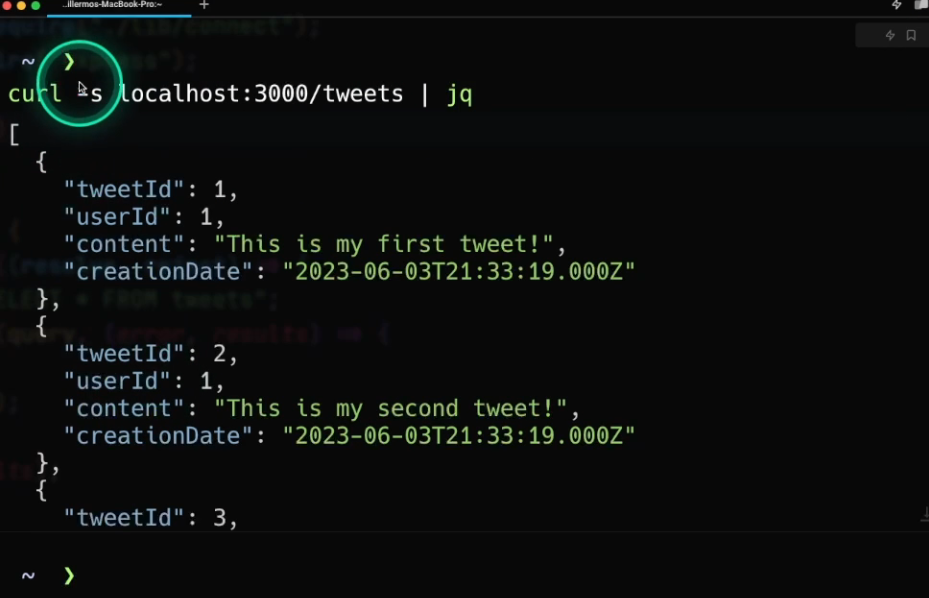 ..illermos-MacBook-Pro:~ +
~ ❯
curl -s localhost:3000/tweets | jq
[
{
"tweetId": 1,
"userId": 1,
"content": "This is my first tweet!",
"creationDate": "2023-06-03T21:33:19.000Z"
},
{
"tweetId": 2,
"userId": 1,
"content": "This is my second tweet!",
"creationDate": "2023-06-03T21:33:19.000Z"
},
{
"tweetId": 3,
~ ❯